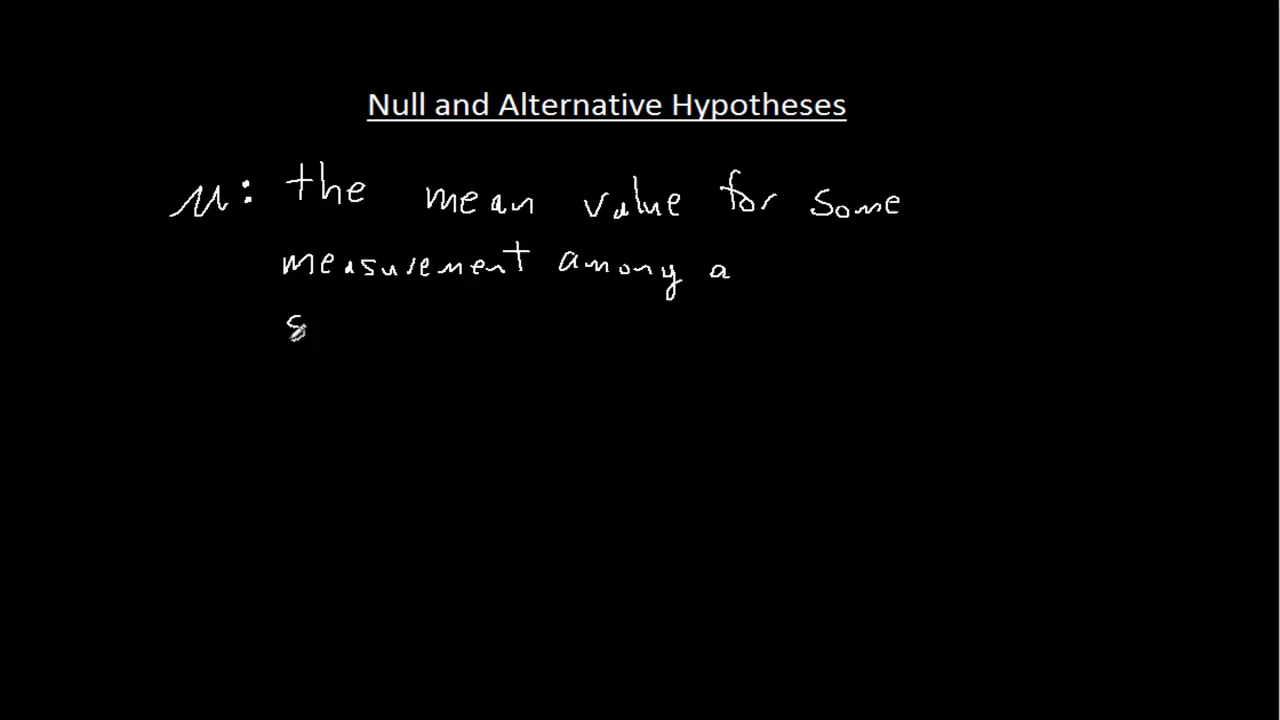 Null and Alternative Hypotheses
μ: the mean value for some
measurement among a
s